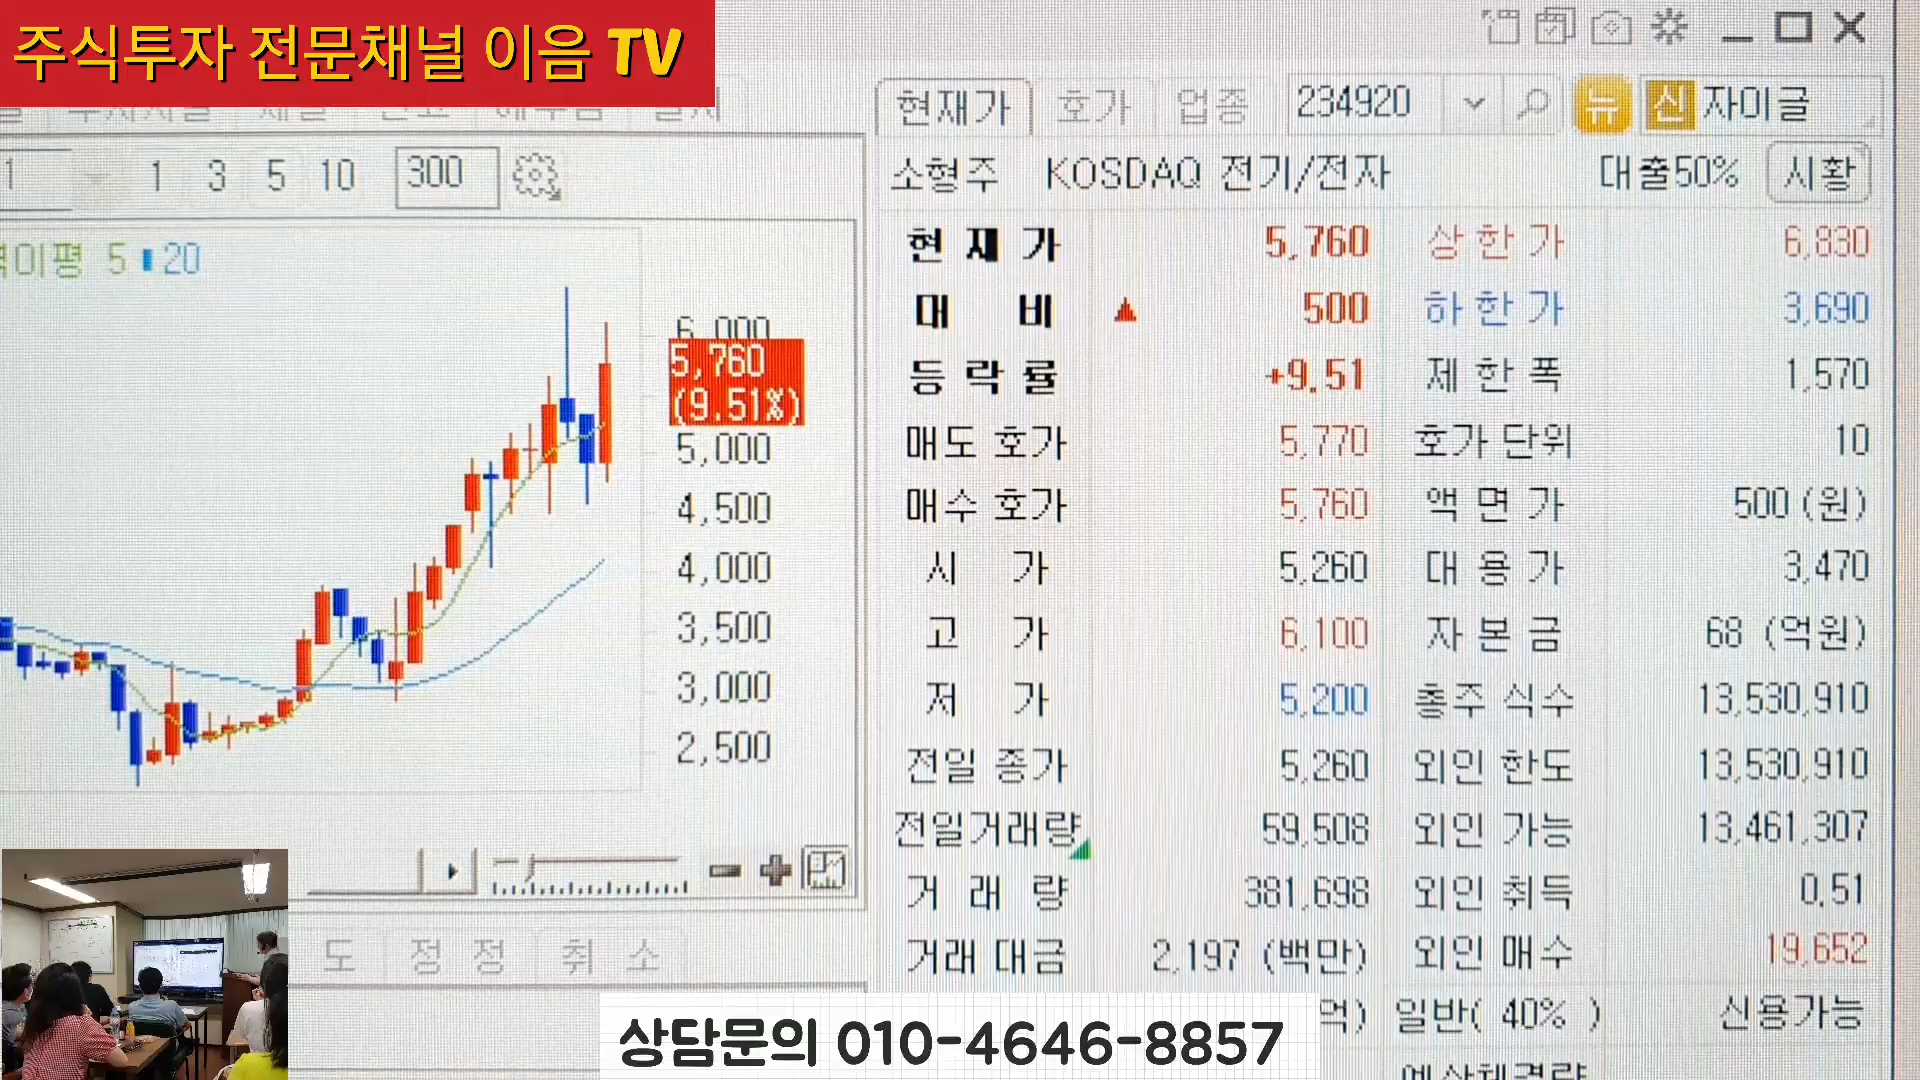 주식투자 전문채널 이음 TV
현재가 호가 업종 234920 뉴 신 자이글
1 1 3 5 10 300
소형주 KOSDAQ 전기/전자 대출50% 시황
이평 5 20
현재가 5,760 상한가 6,830
대비 ▲ 500 하한가 3,690
등락률 +9.51 제한폭 1,570
매도호가 5,770 호가단위 10
매수호가 5,760 액면가 500 (원)
시가 5,260 대용가 3,470
고가 6,100 자본금 68 (억원)
저가 5,200 총주식수 13,530,910
전일종가 5,260 외인한도 13,530,910
전일거래량 59,508 외인가능 13,461,307
거래량 381,698 외인취득 0.51
거래대금 2,197 (백만) 외인매수 19,652
억) 일반( 40% ) 신용가능
6,000
5,760
(9.51%)
5,000
4,500
4,000
3,500
3,000
2,500
도 정정 취소
상담문의 010-4646-8857